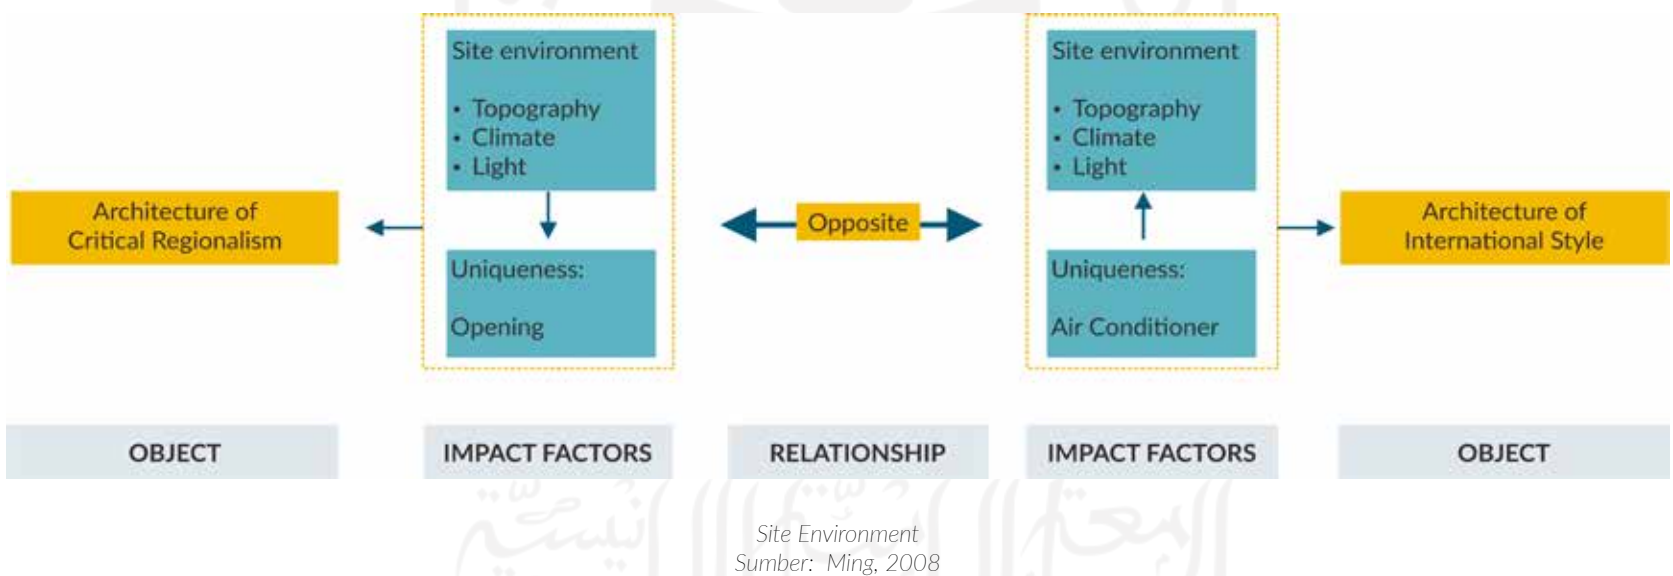 Site environment
• Topography
• Climate
• Light
Site environment
• Topography
• Climate
• Light
Architecture of
Critical Regionalism
Opposite
Architecture of
International Style
Uniqueness:
Opening
Uniqueness:
Air Conditioner
OBJECT
IMPACT FACTORS
RELATIONSHIP
IMPACT FACTORS
OBJECT
Site Environment
Sumber: Ming, 2008